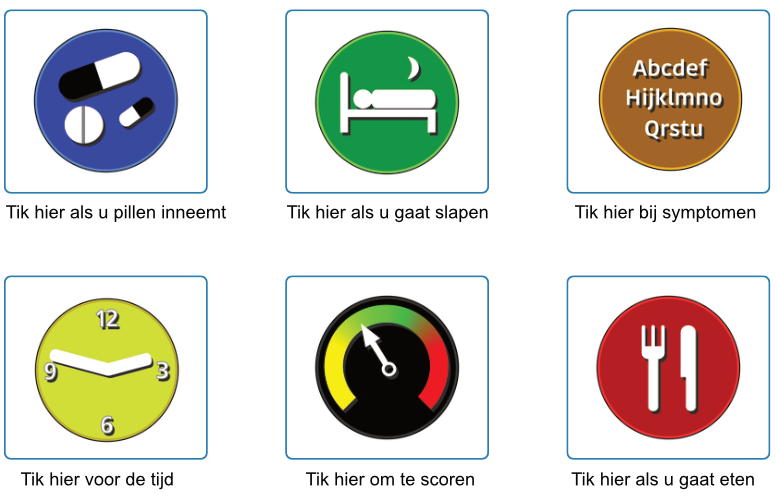 Abcdef
Hijklmno
Qrstu
Tik hier als u pillen inneemt
Tik hier als u gaat slapen
Tik hier bij symptomen
12
9
3
6
Tik hier voor de tijd
Tik hier om te scoren
Tik hier als u gaat eten